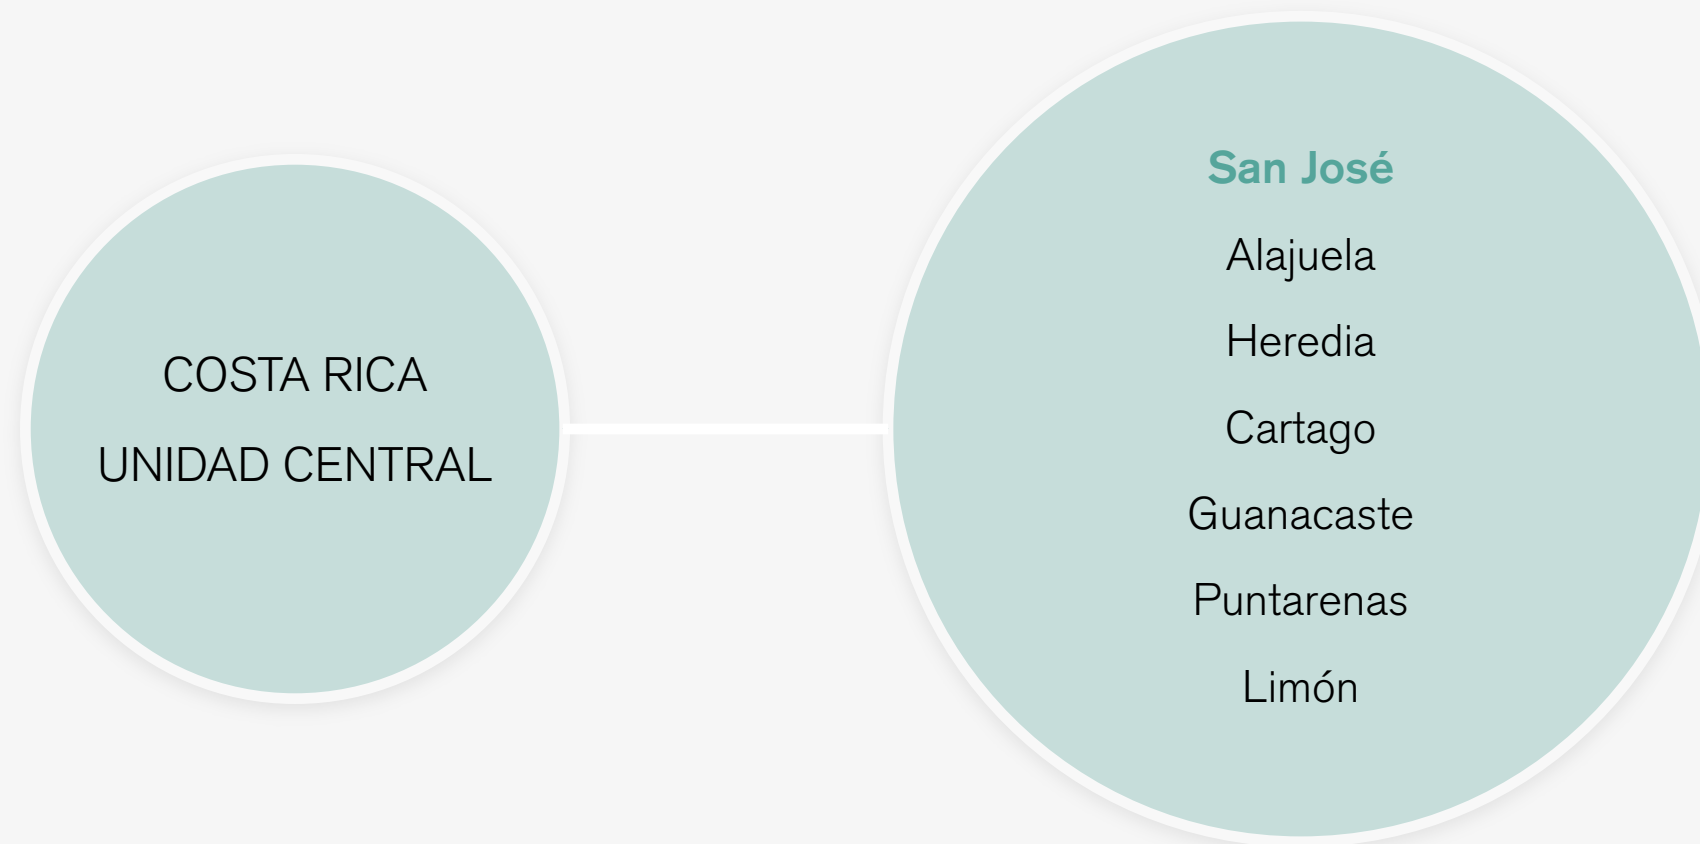 COSTA RICA
UNIDAD CENTRAL
San José
Alajuela
Heredia
Cartago
Guanacaste
Puntarenas
Limón